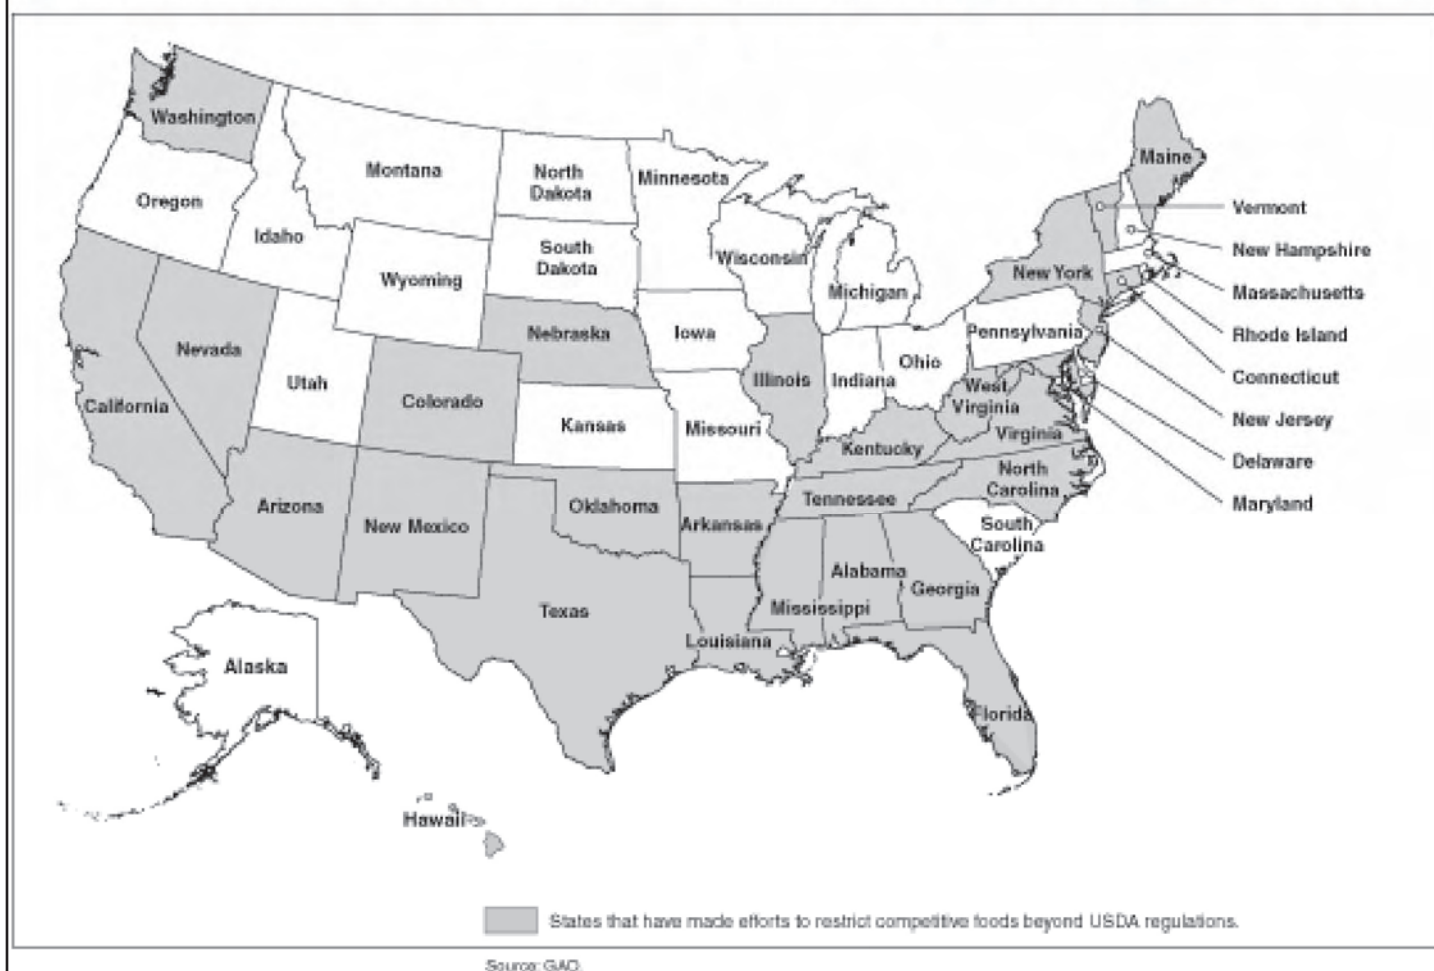 Washington
Montana
North
Dakota
Minnesota
Maine
Oregon
Idaho
Vermont
South
Dakota
Wisconsin
New Hampshire
Wyoming
Michigan
New York
Massachusetts
Nebraska
Iowa
Pennsylvania
Rhode Island
Nevada
Utah
Illinois
Indiana
Ohio
Connecticut
California
Colorado
Kansas
Missouri
West
Virginia
Kentucky
Virginia
New Jersey
Delaware
Arizona
New Mexico
Oklahoma
Arkansas
Tennessee
North
Carolina
Maryland
South
Carolina
Texas
Alabama
Georgia
Mississippi
Louisiana
Alaska
Florida
Hawaii
States that have made efforts to restrict competitive foods beyond USDA regulations.
Source: GAO.